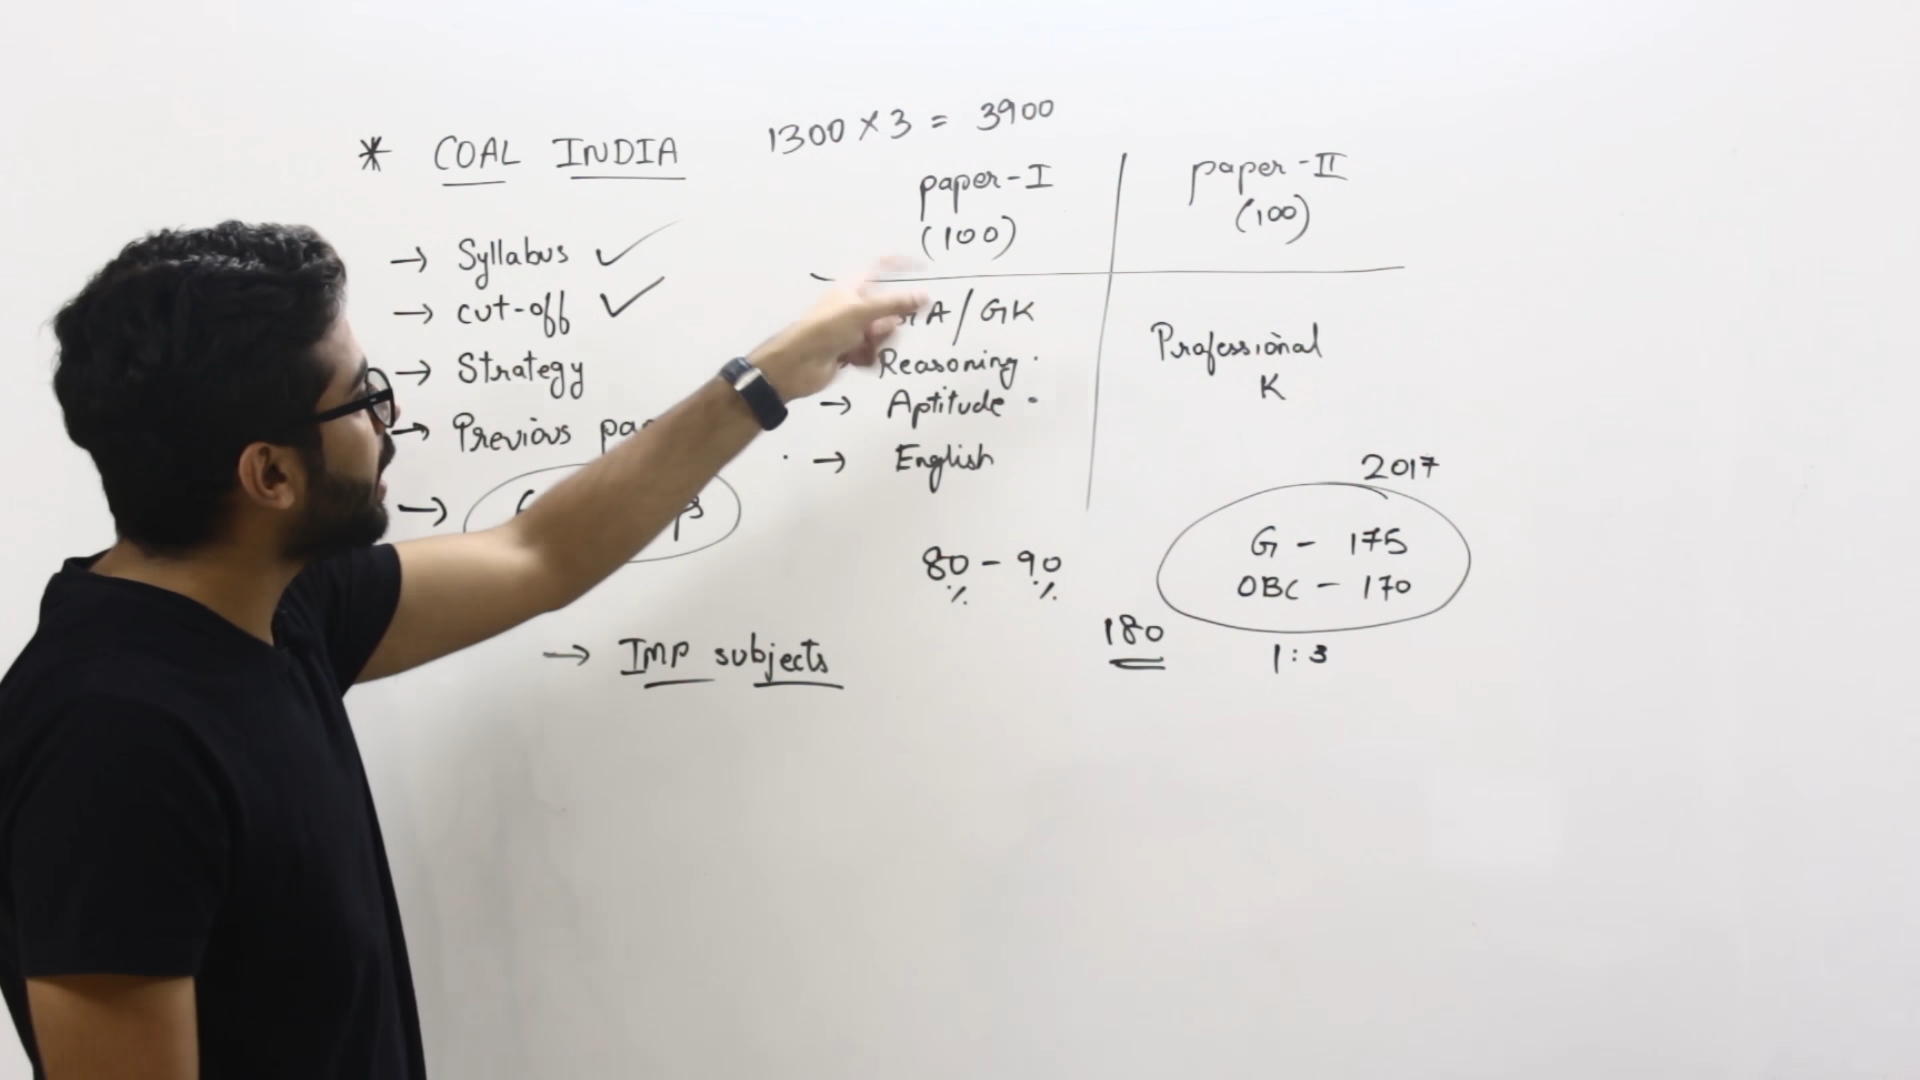 * COAL INDIA
→ Syllabus ✓
→ cut-off ✓
→ Strategy
→ Previous
→
→ Imp subjects
1300 × 3 = 3900
paper-I
(100)
A/GK
Reasoning
→ Aptitude
→ English
80 - 90
% %
paper-II
(100)
Professional
K
2017
G - 175
OBC - 170
180
1:3